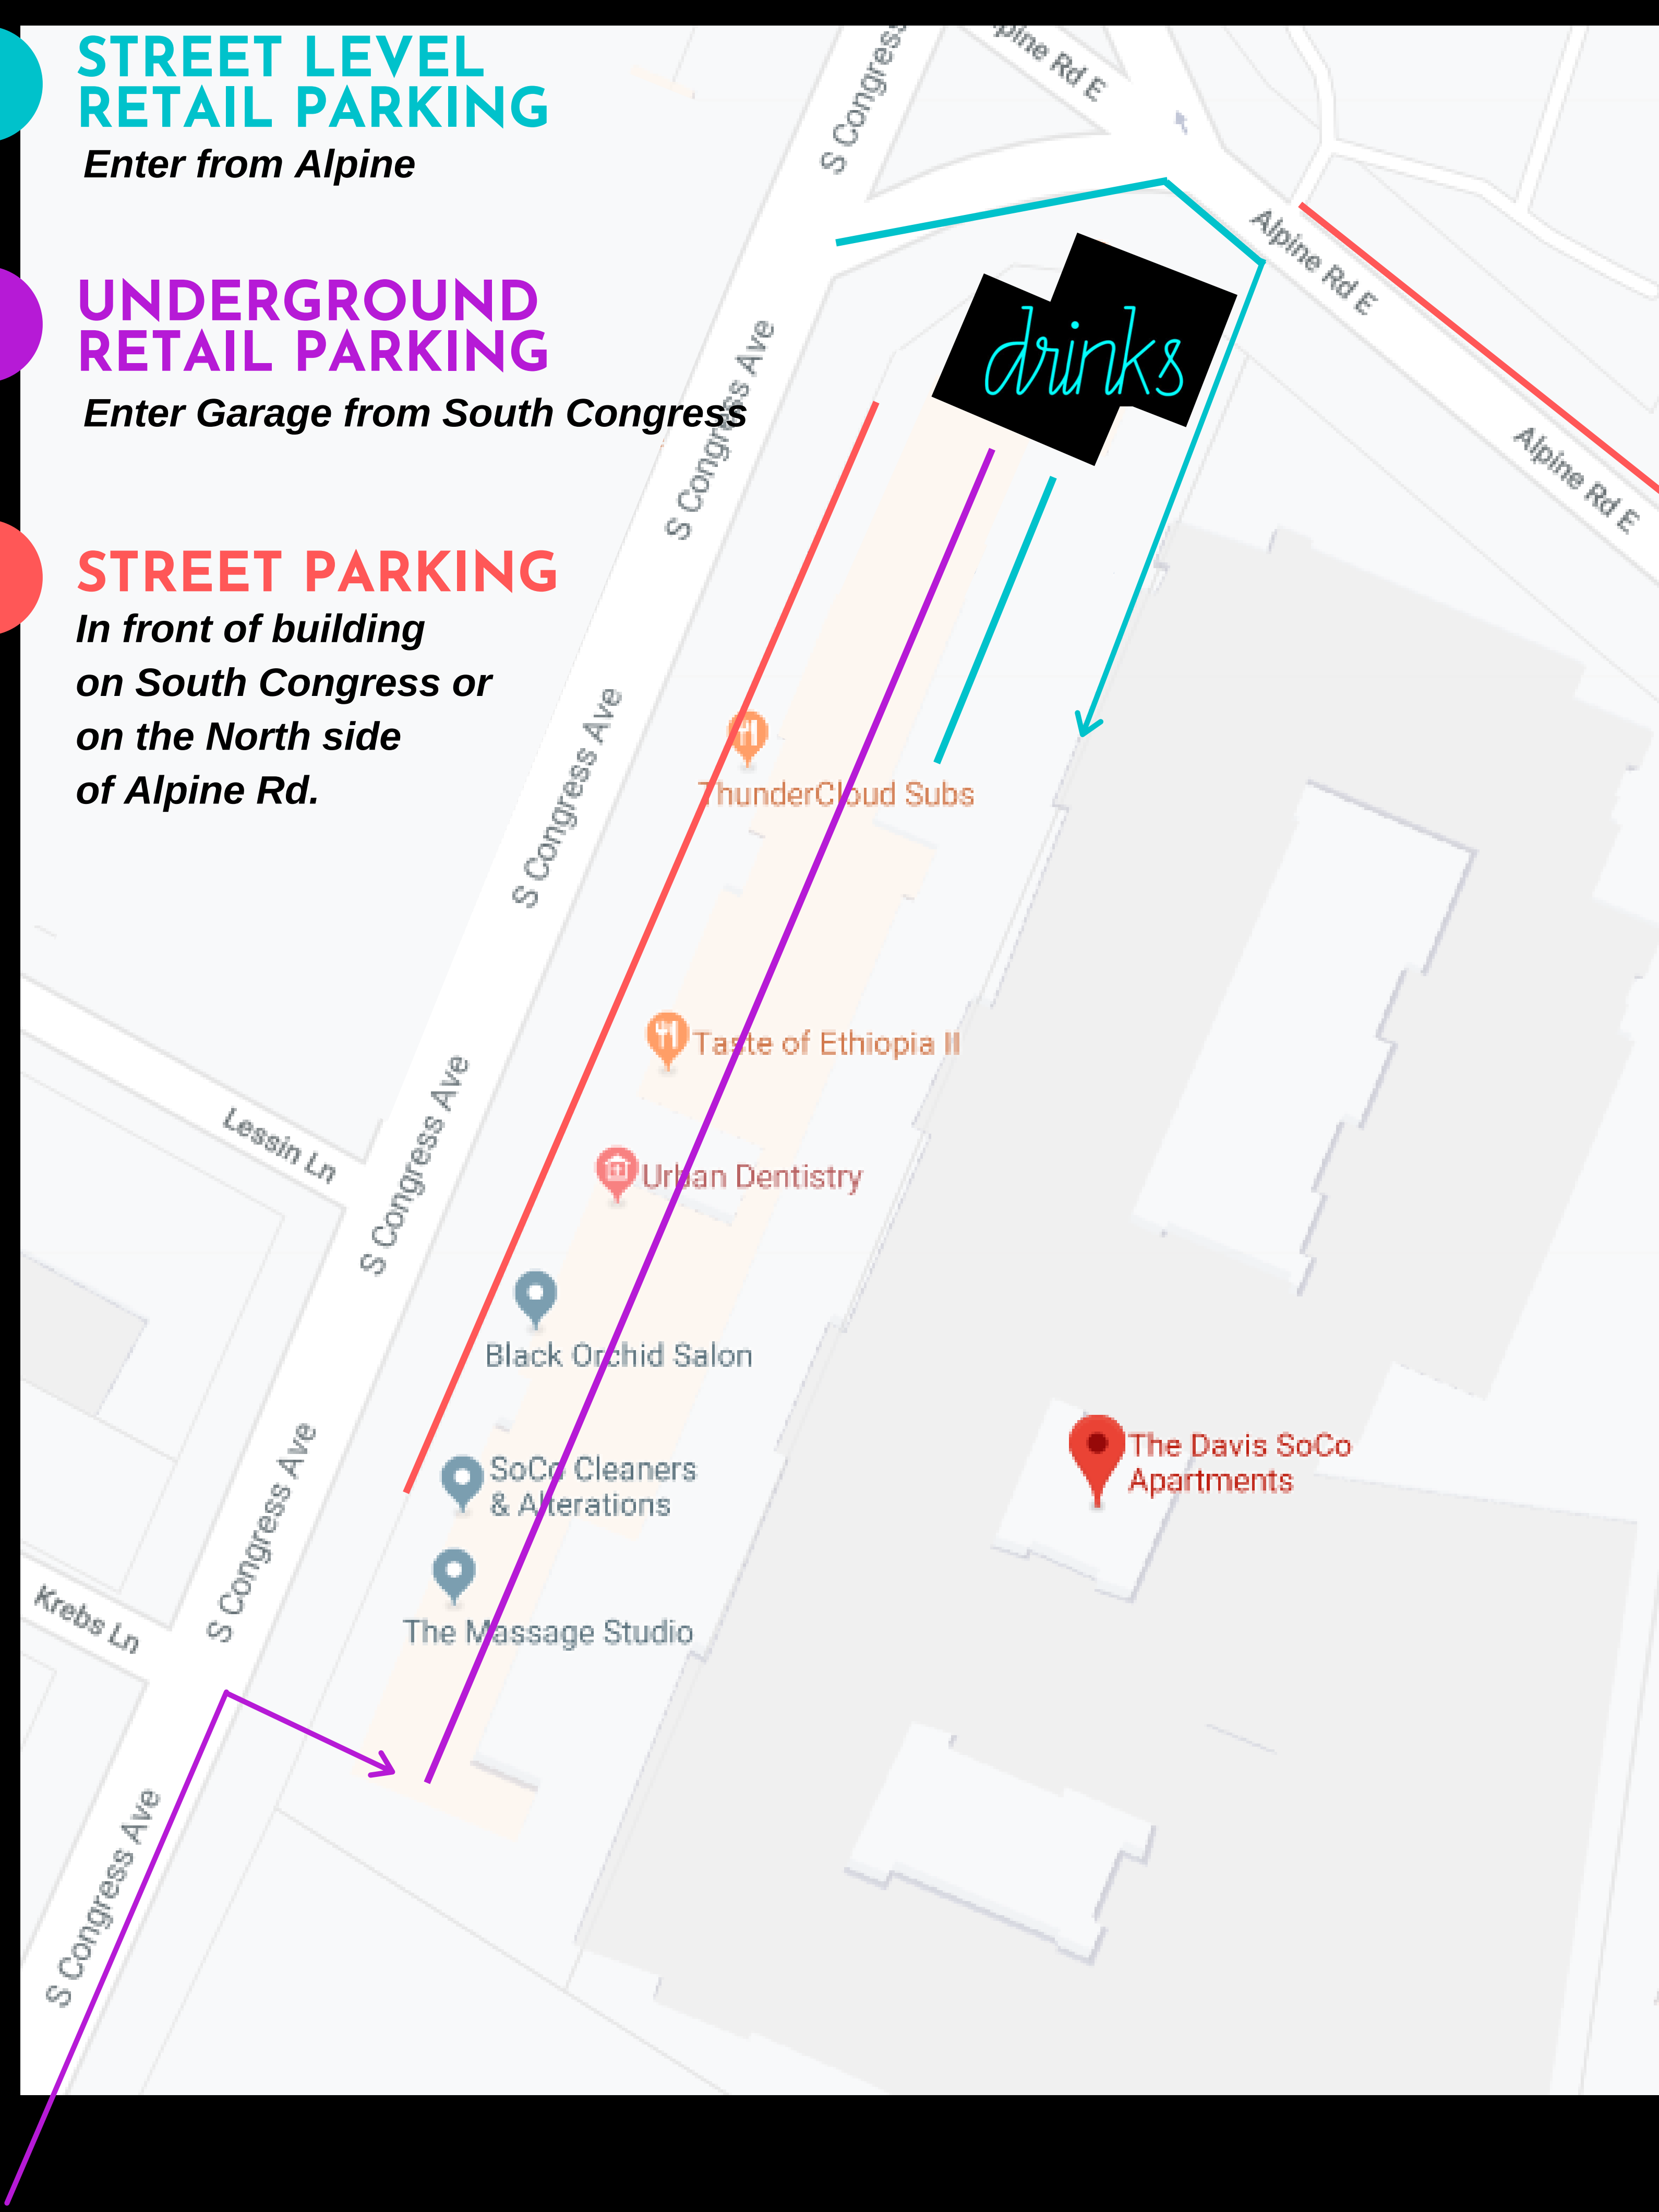 STREET LEVEL
RETAIL PARKING
Enter from Alpine
UNDERGROUND
RETAIL PARKING
Enter Garage from South Congress
STREET PARKING
In front of building
on South Congress or
on the North side
of Alpine Rd.
S Congress
pine Rd E
Alpine Rd E
Alpine Rd E
drinks
S Congress Ave
S Congress Ave
ThunderCloud Subs
Taste of Ethiopia II
Lessin Ln
S Congress Ave
Urban Dentistry
Black Orchid Salon
S Congress Ave
SoCo Cleaners
& Alterations
The Davis SoCo
Apartments
Krebs Ln
The Massage Studio
S Congress Ave